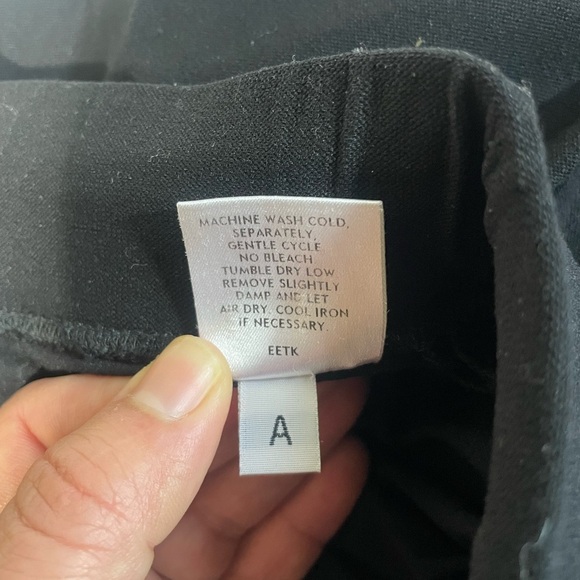 MACHINE WASH COLD,
SEPARATELY,
GENTLE CYCLE
NO BLEACH
TUMBLE DRY LOW
REMOVE SLIGHTLY
DAMP AND LET
AIR DRY. COOL IRON
IF NECESSARY.
EETK
A